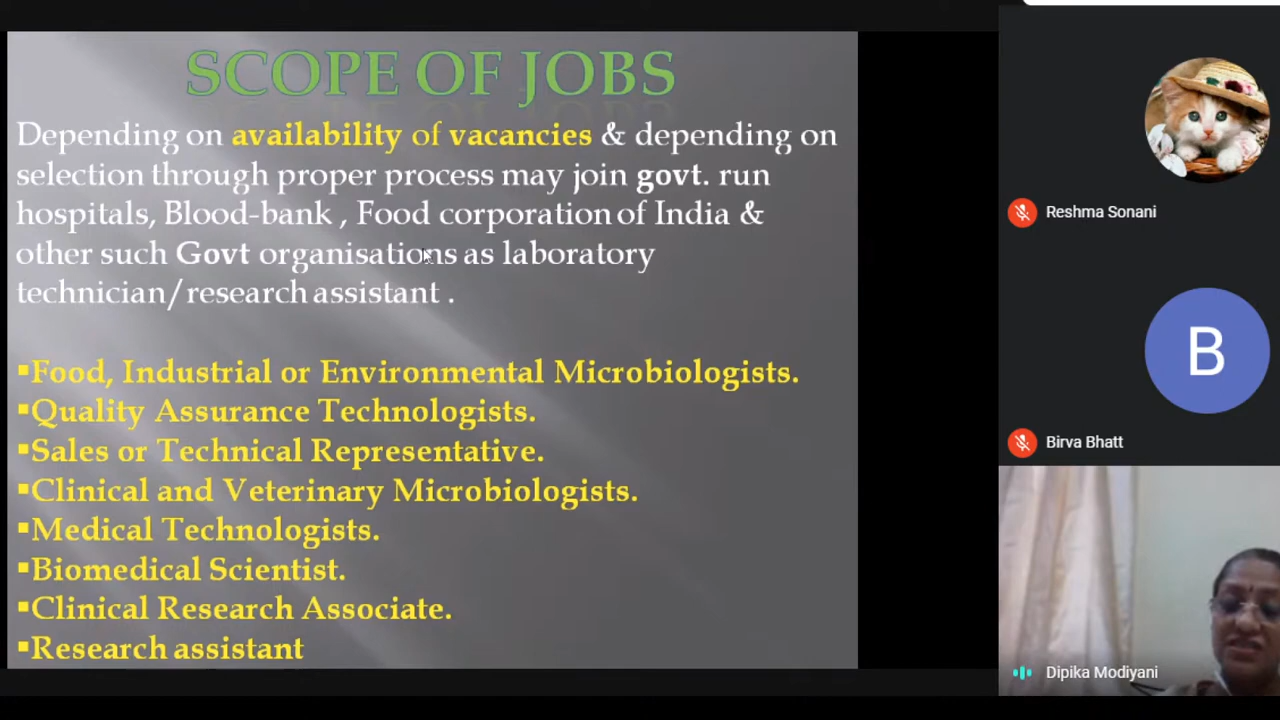 SCOPE OF JOBS
Depending on availability of vacancies & depending on
selection through proper process may join govt. run
hospitals, Blood-bank , Food corporation of India &
other such Govt organisations as laboratory
technician/research assistant .
▪Food, Industrial or Environmental Microbiologists.
▪Quality Assurance Technologists.
▪Sales or Technical Representative.
▪Clinical and Veterinary Microbiologists.
▪Medical Technologists.
▪Biomedical Scientist.
▪Clinical Research Associate.
▪Research assistant
Reshma Sonani
B
Birva Bhatt
Dipika Modiyani